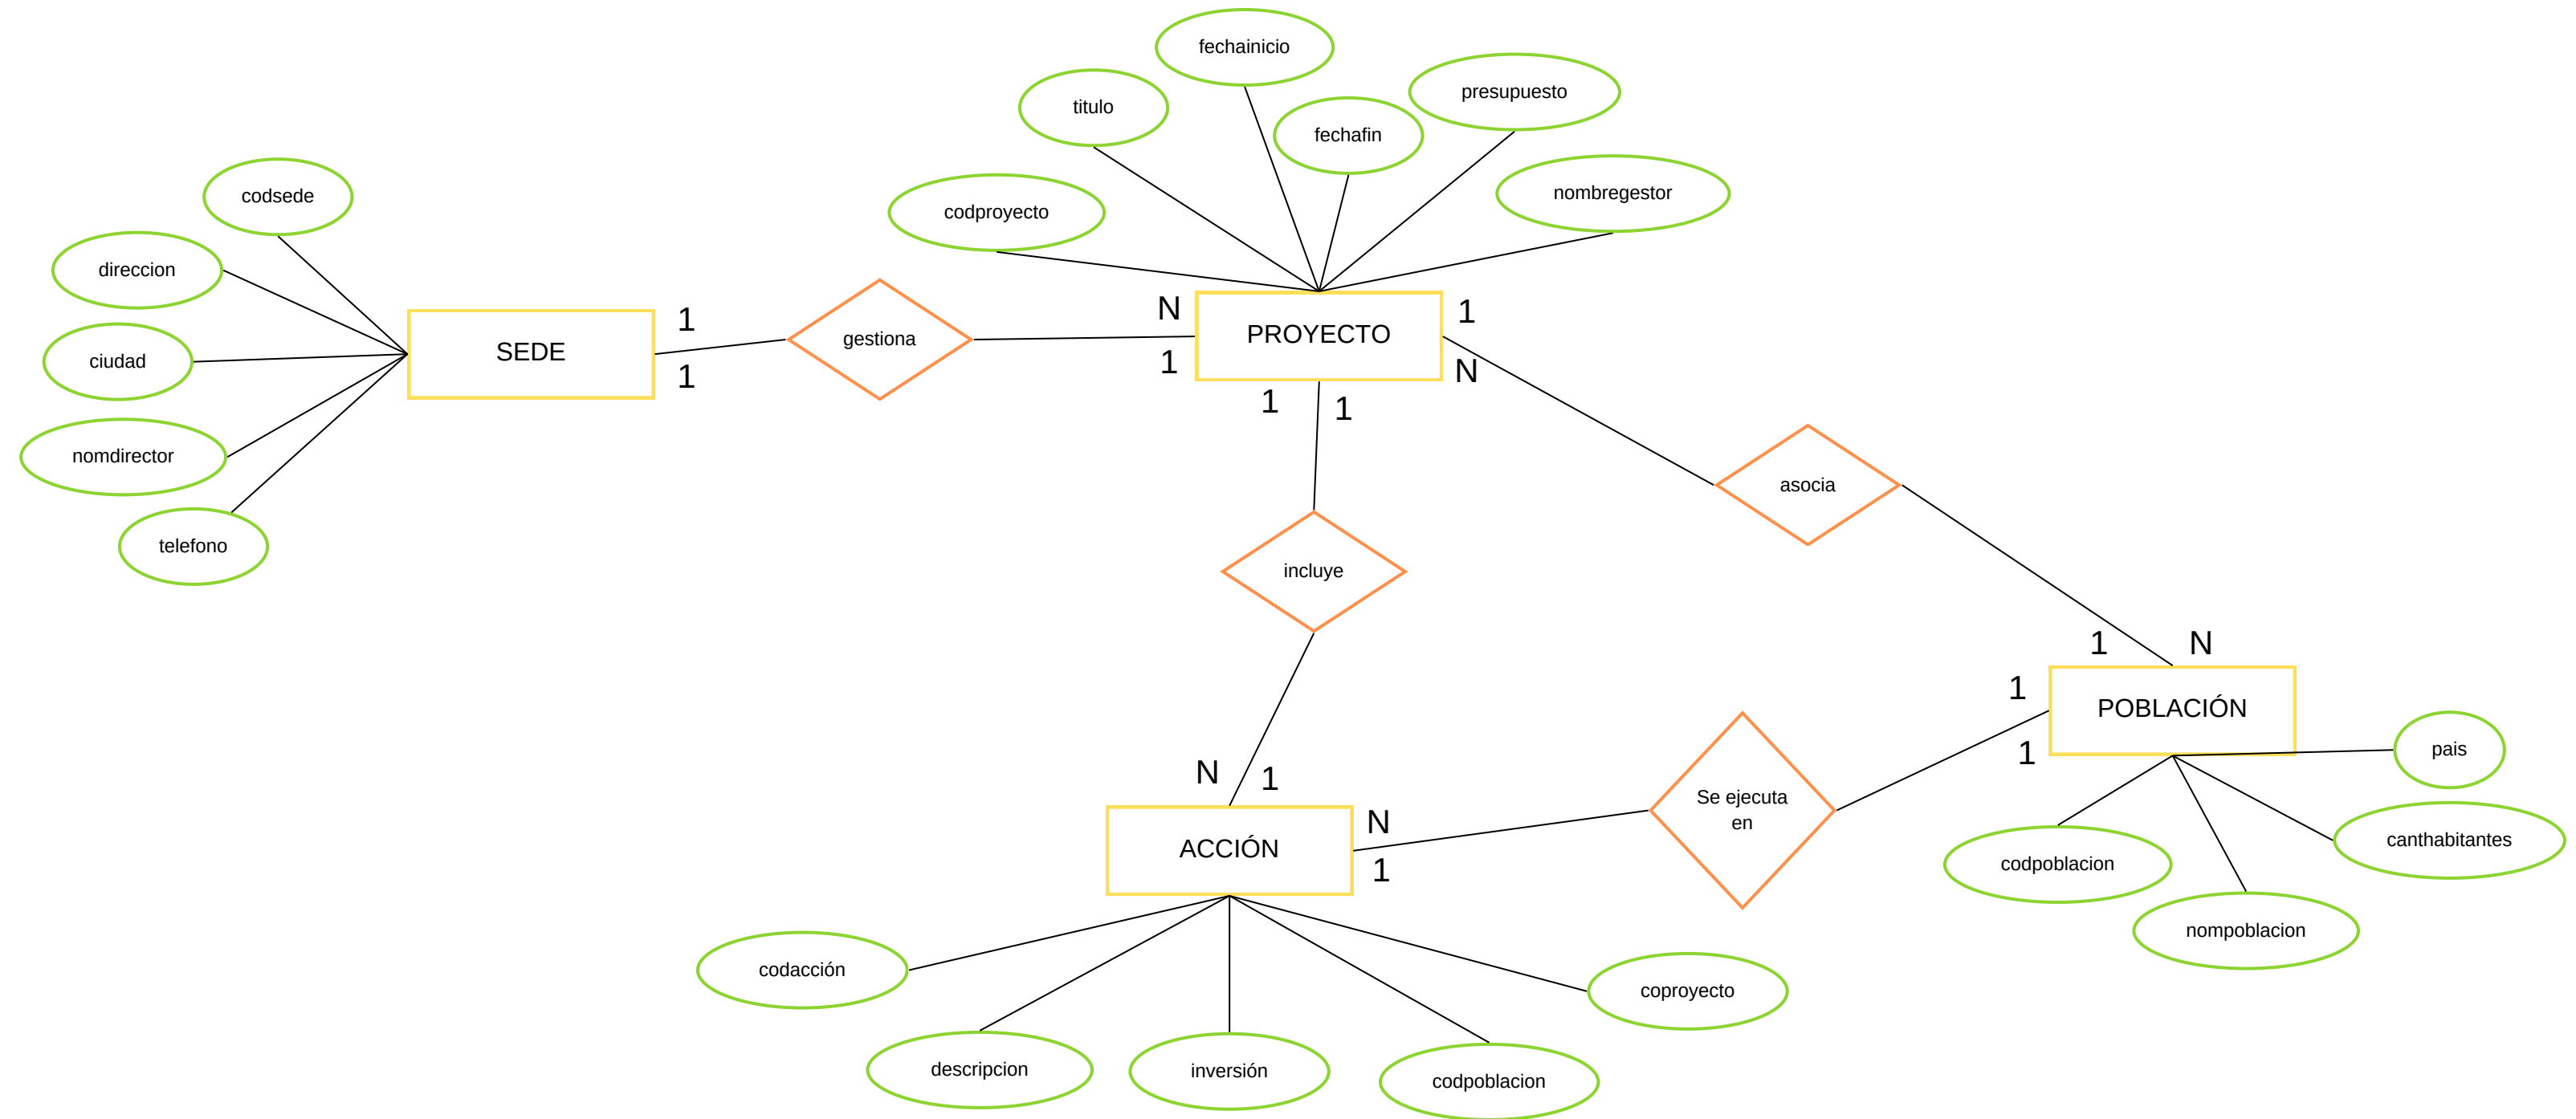 fechainicio
presupuesto
titulo
fechafin
nombregestor
codsede
codproyecto
direccion
ciudad
nomdirector
telefono
SEDE
1
1
gestiona
N
1
PROYECTO
1
N
1
1
asocia
incluye
1
N
N
1
1
1
POBLACIÓN
pais
canthabitantes
codpoblacion
nompoblacion
Se ejecuta
en
ACCIÓN
N
1
codacción
coproyecto
descripcion
inversión
codpoblacion